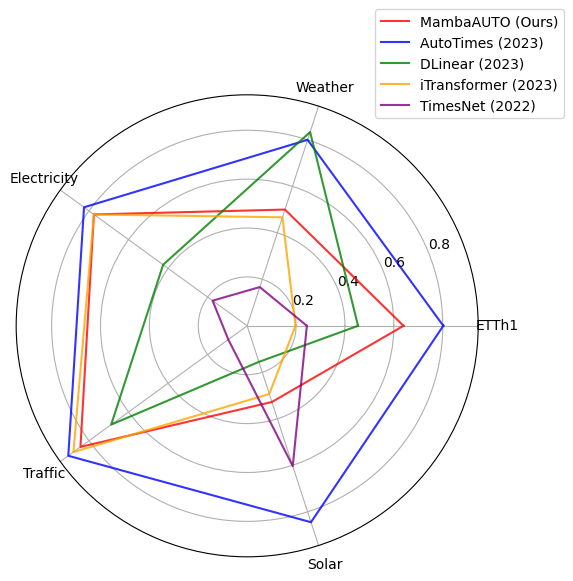 MambaAUTO (Ours)
AutoTimes (2023)
DLinear (2023)
iTransformer (2023)
TimesNet (2022)
Weather
Electricity
0.8
0.6
0.4
0.2
ETTh1
Traffic
Solar